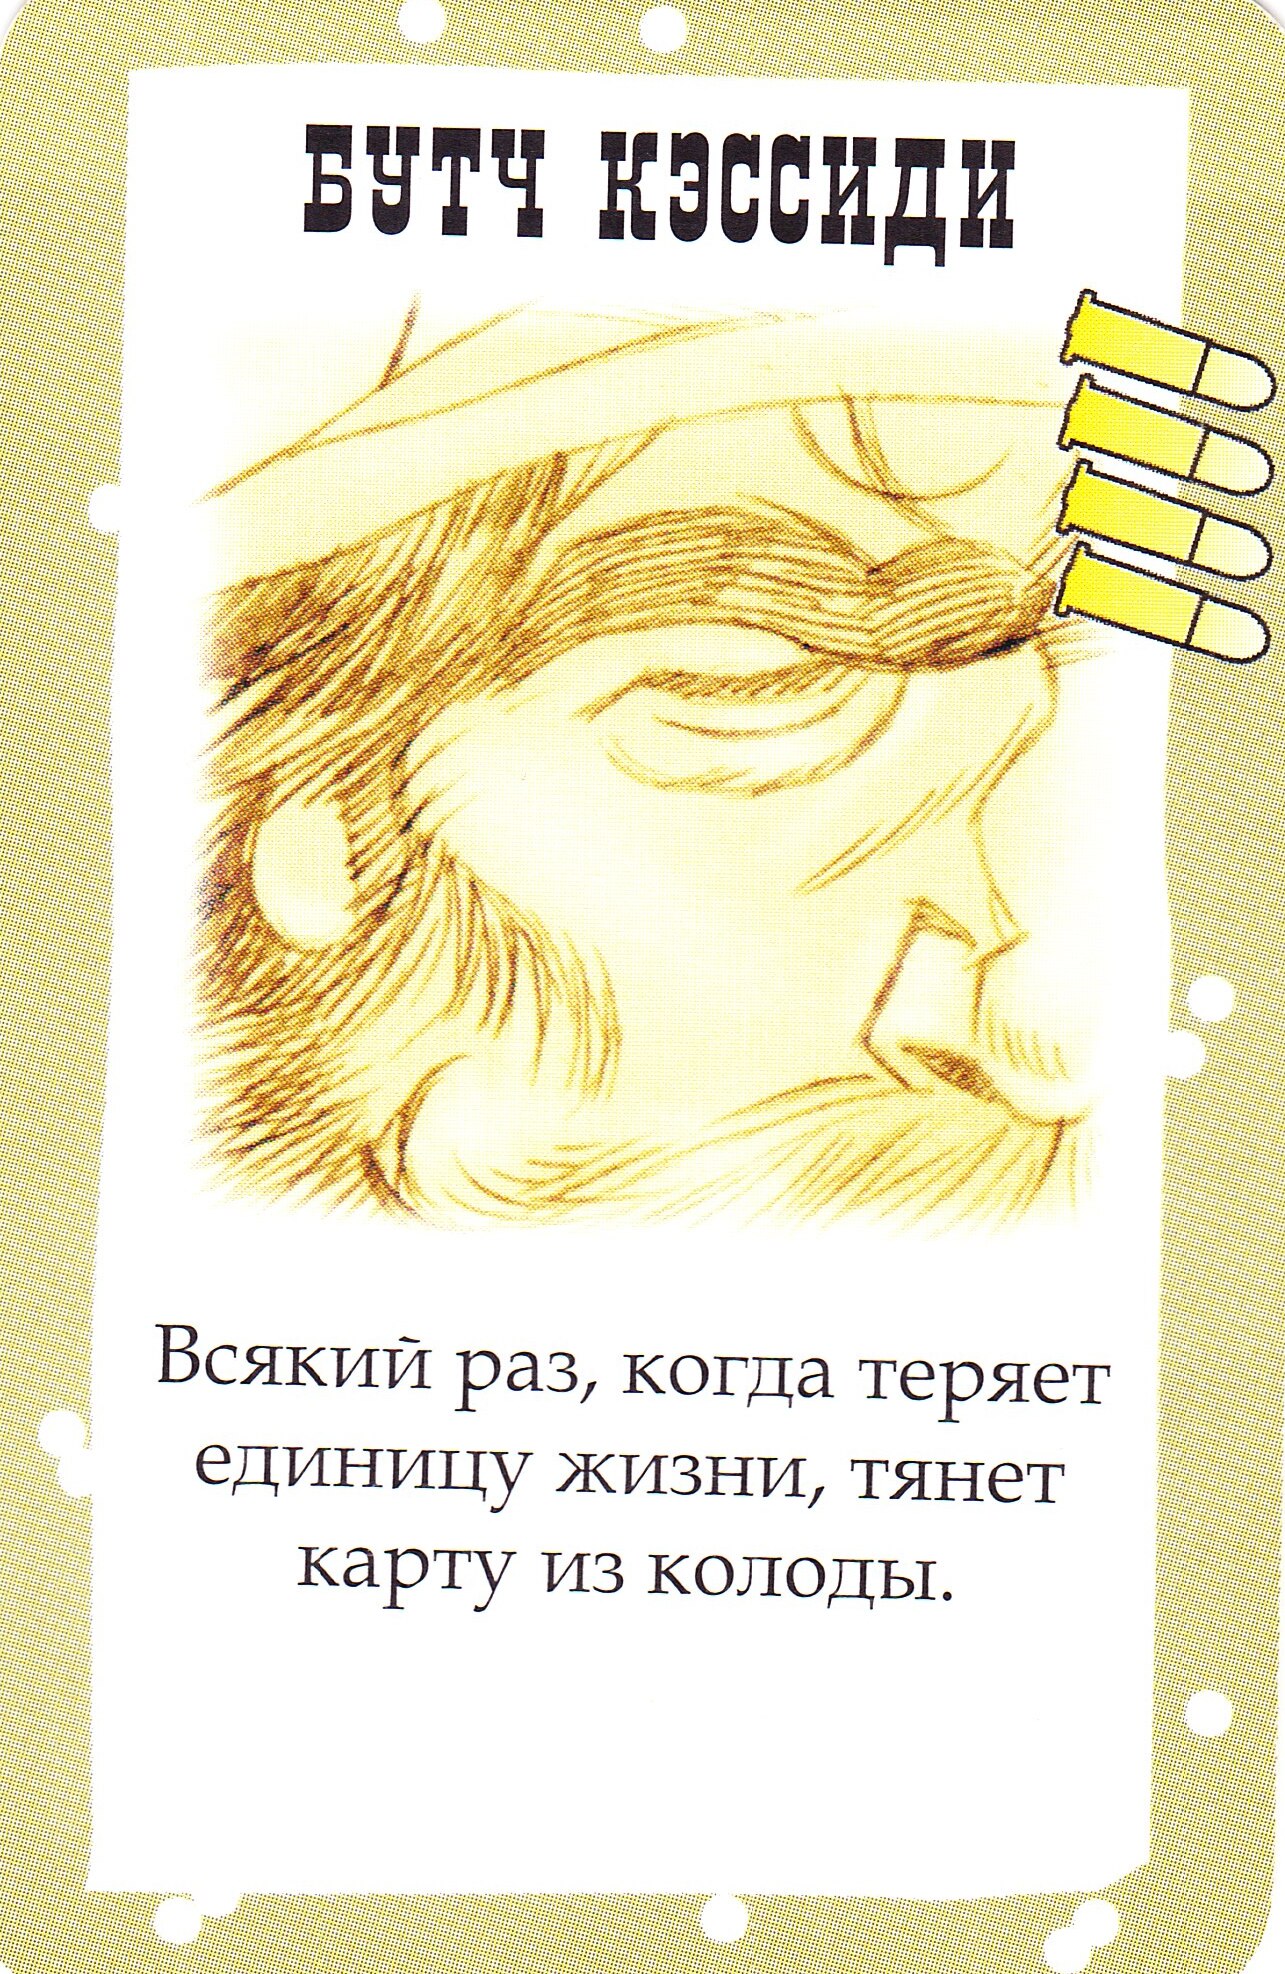 БУТЧ КЭССИДИ
Всякий раз, когда теряет
единицу жизни, тянет
карту из колоды.